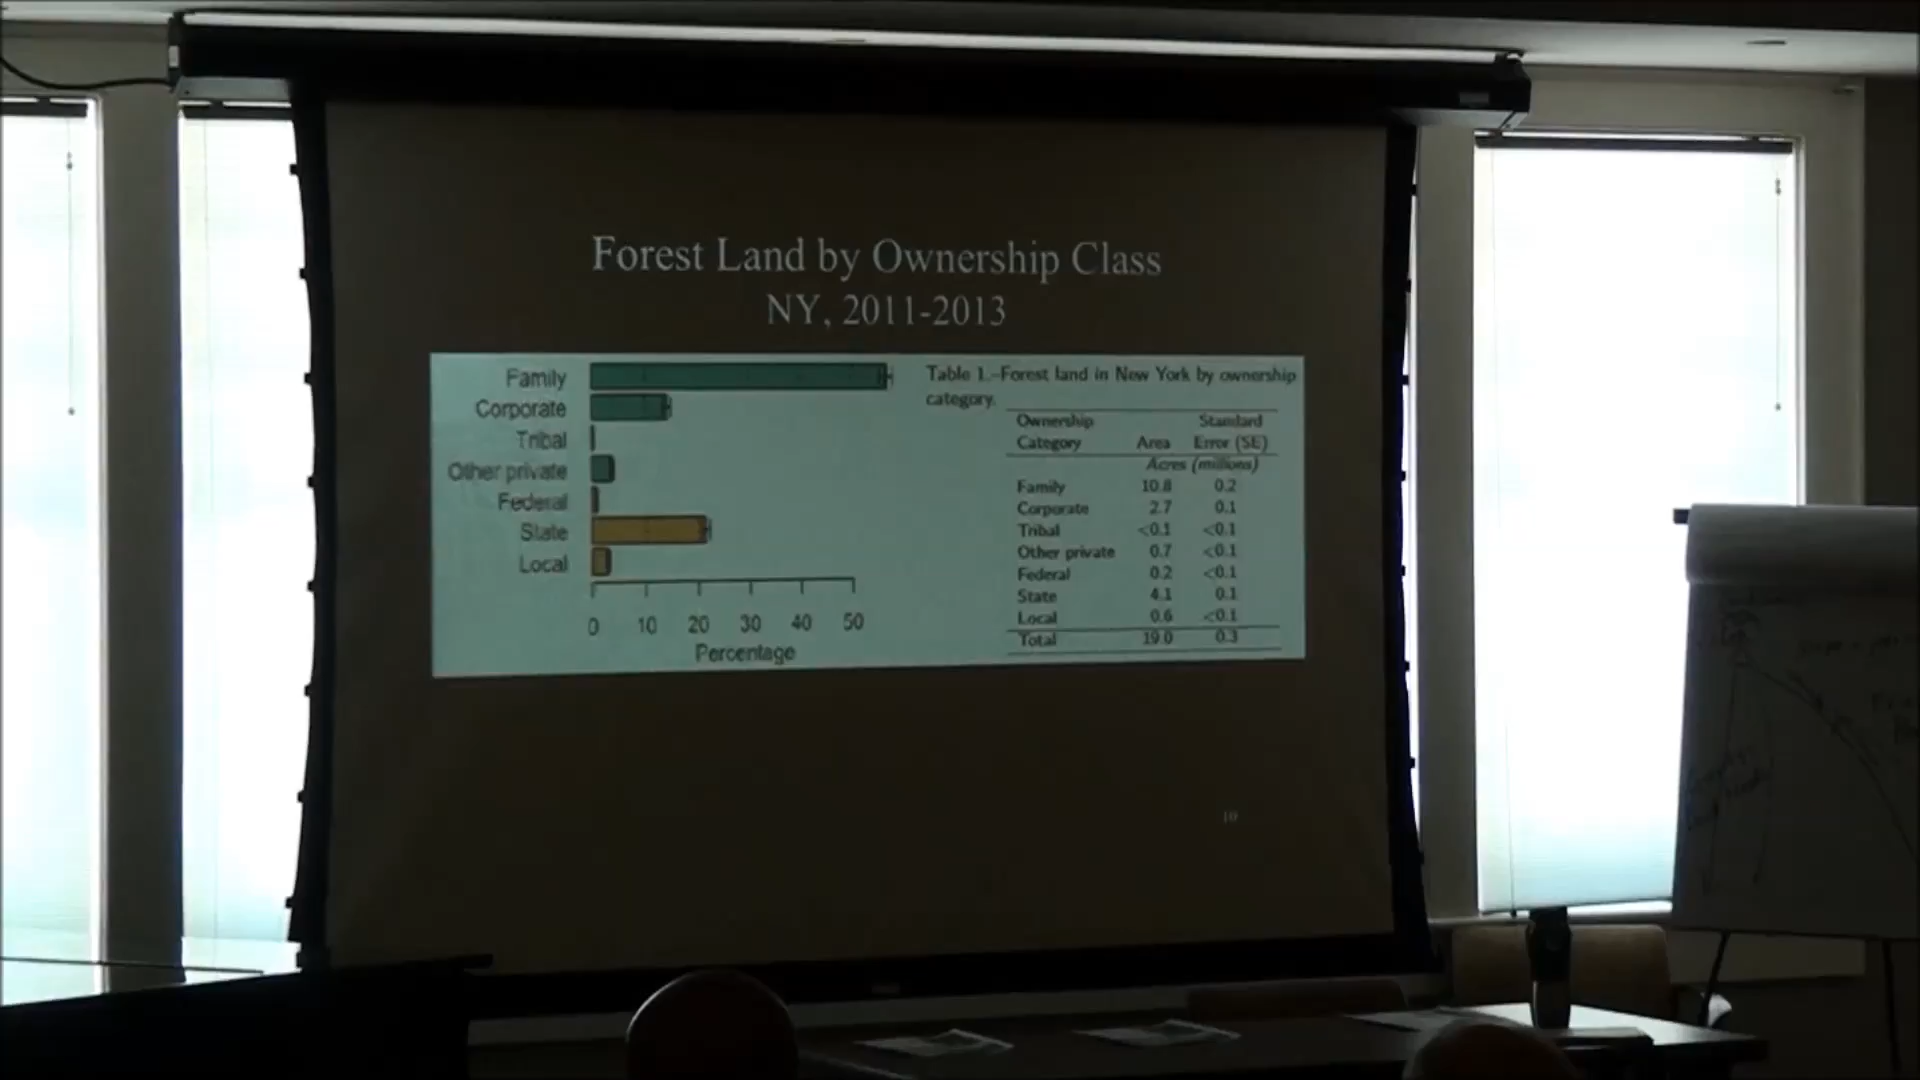 Forest Land by Ownership Class
NY, 2011-2013
Family
Corporate
Tribal
Other private
Federal
State
Local
0 10 20 30 40 50
Percentage
Table 1.–Forest land in New York by ownership
category.
Ownership Standard
Category Area Error (SE)
Acres (millions)
Family 10.8 0.2
Corporate 2.7 0.1
Tribal <0.1 <0.1
Other private 0.7 <0.1
Federal 0.2 <0.1
State 4.1 0.1
Local 0.6 <0.1
Total 19.0 0.3
10